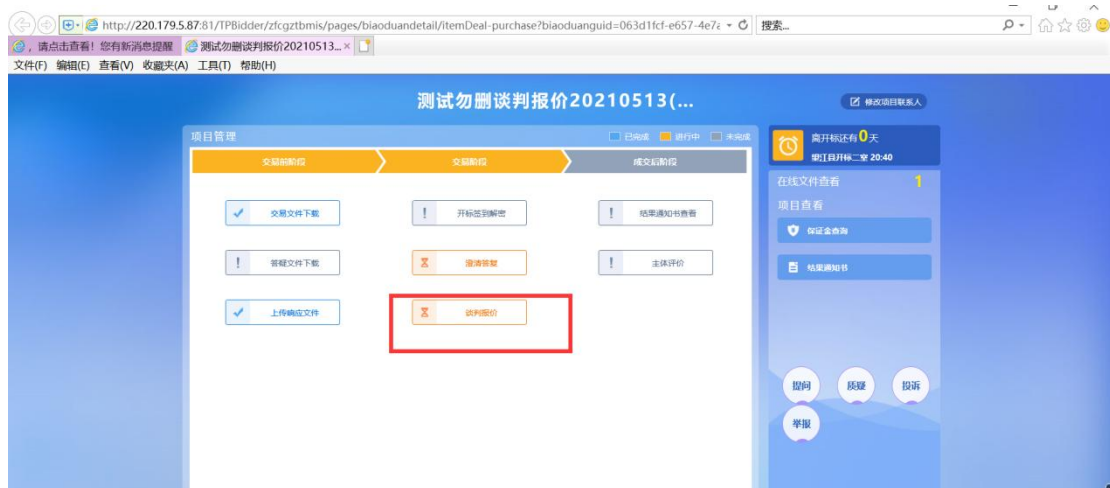 http://220.179.5.87:81/TPBidder/zfcgztbmis/pages/biaoduandetail/itemDeal-purchase?biaoduanguid=063d1fcf-e657-4e7a
搜索...
，请点击查看！您有新消息提醒
测试勿删谈判报价20210513...
文件(F) 编辑(E) 查看(V) 收藏夹(A) 工具(T) 帮助(H)
测试勿删谈判报价20210513(...
修改项目联系人
项目管理
已完成 进行中 未完成
交易前阶段
交易阶段
成交后阶段
交易文件下载
开标签到解密
结果通知书查看
答疑文件下载
澄清答复
主体评价
上传响应文件
谈判报价
离开标还有0天
望江县开标二室 20:40
在线文件查看 1
项目查看
保证金查询
结果通知书
提问
质疑
投诉
举报